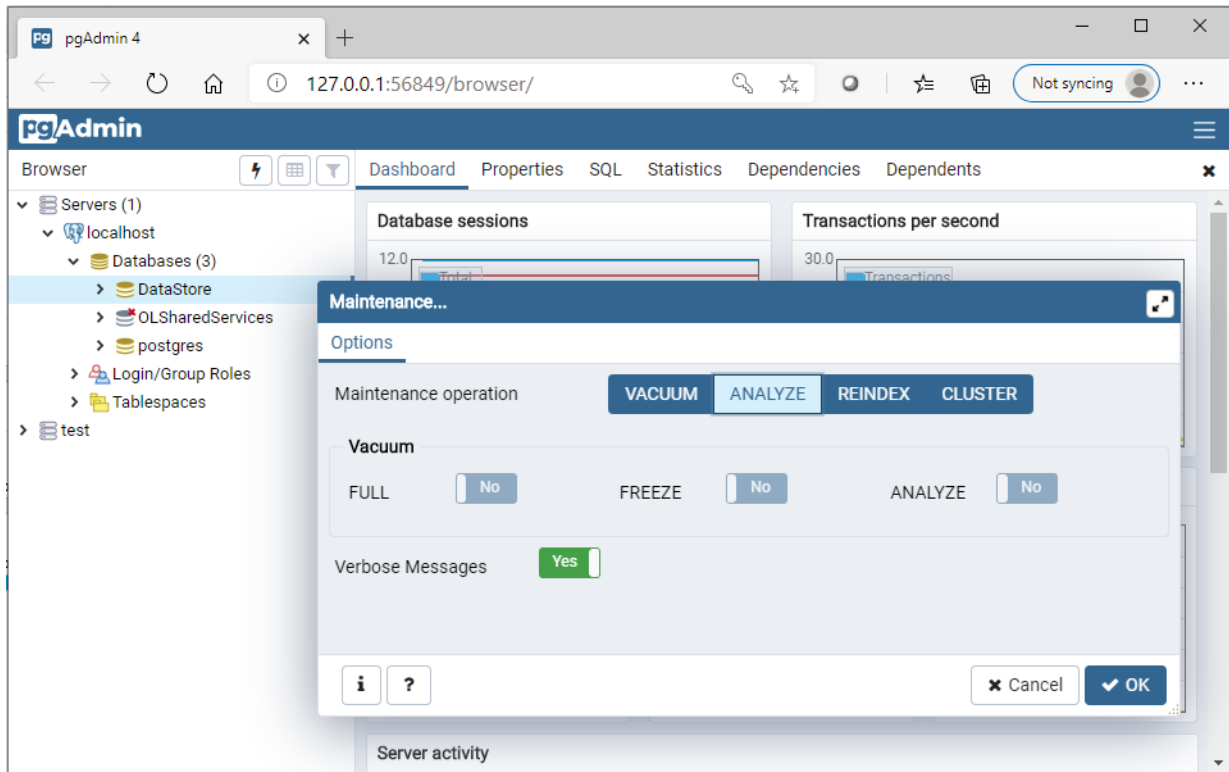 pgAdmin 4
127.0.0.1:56849/browser/
Not syncing
pgAdmin
Browser
Dashboard Properties SQL Statistics Dependencies Dependents
Servers (1)
localhost
Databases (3)
DataStore
OLSharedServices
postgres
Login/Group Roles
Tablespaces
test
Database sessions
Transactions per second
12.0
Total
30.0
Transactions
Maintenance...
Options
Maintenance operation
VACUUM ANALYZE REINDEX CLUSTER
Vacuum
FULL No FREEZE No ANALYZE No
Verbose Messages Yes
i ? Cancel OK
Server activity